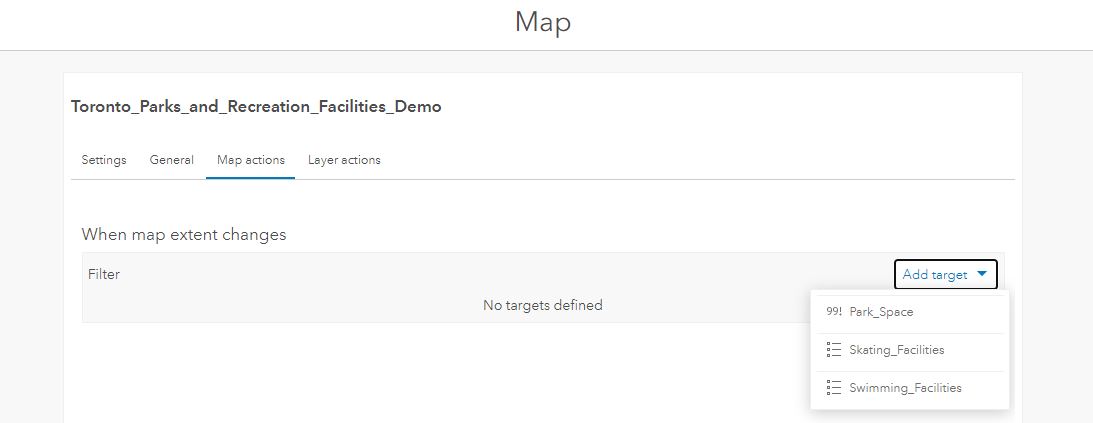 Map
Toronto_Parks_and_Recreation_Facilities_Demo
Settings General Map actions Layer actions
When map extent changes
Filter Add target
No targets defined
99! Park_Space
Skating_Facilities
Swimming_Facilities